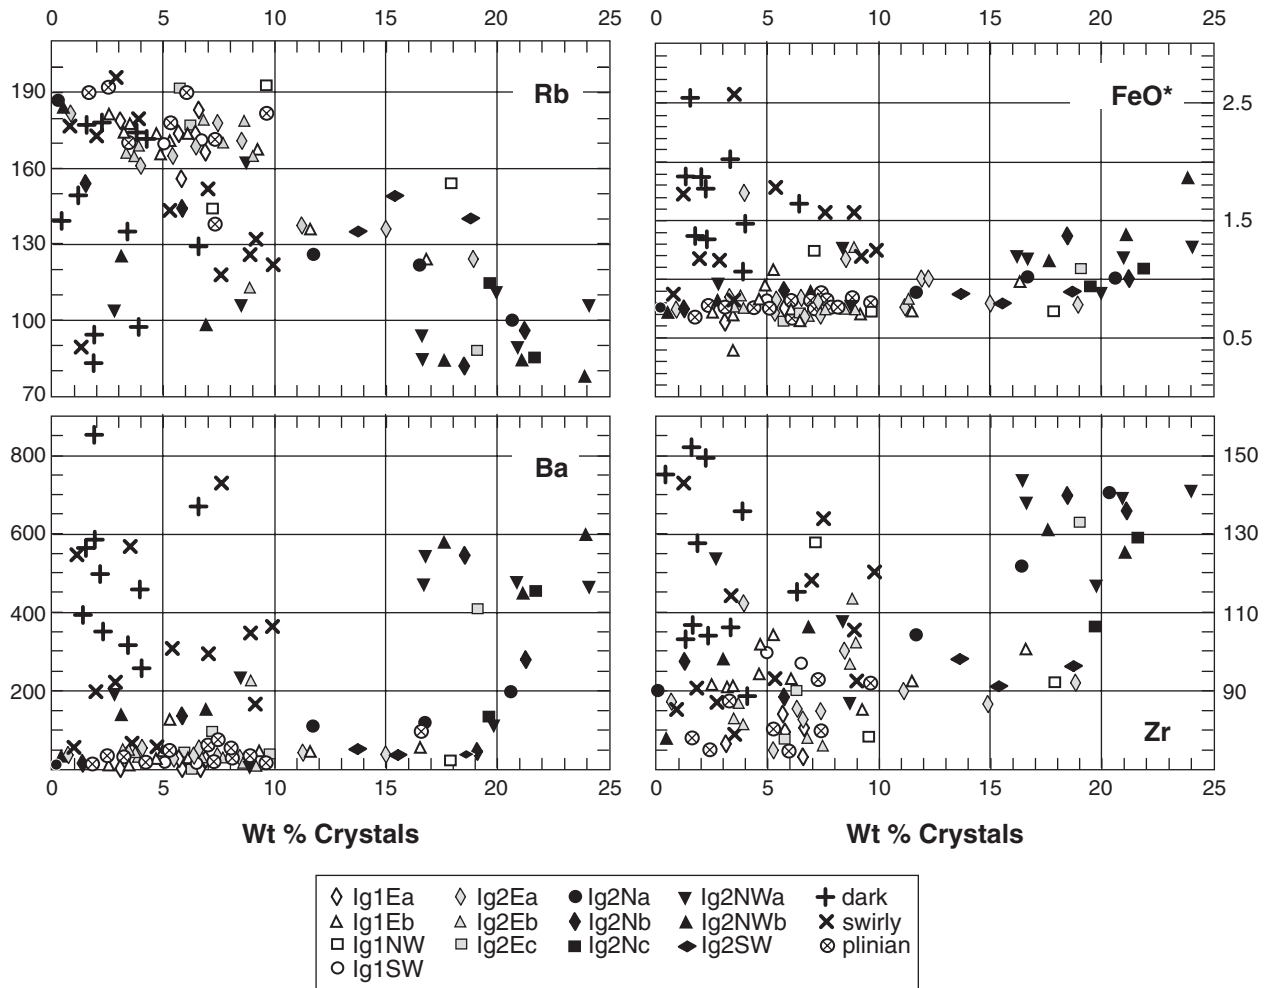 0 5 10 15 20 25 0 5 10 15 20 25
190 Rb FeO* 2.5
160
130 1.5
100 0.5
70
800 Ba 150
600 130
400 110
200 90
Zr
0 5 10 15 20 25 0 5 10 15 20 25
Wt % Crystals Wt % Crystals
Ig1Ea Ig2Ea Ig2Na Ig2NWa dark
Ig1Eb Ig2Eb Ig2Nb Ig2NWb swirly
Ig1NW Ig2Ec Ig2Nc Ig2SW plinian
Ig1SW